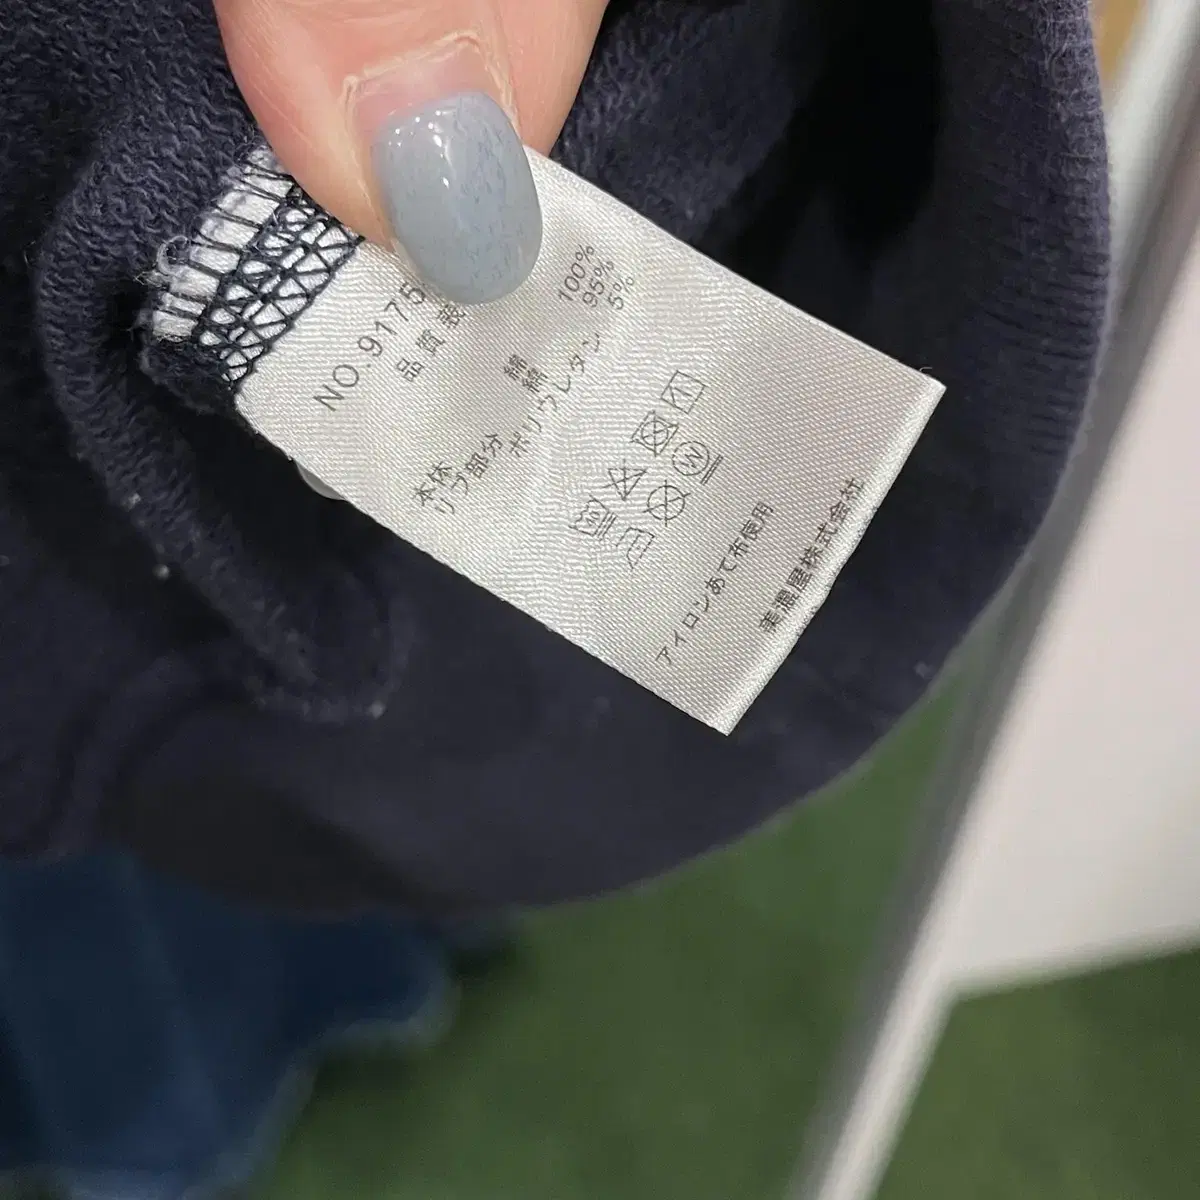 NO.9175
品質表
本体 綿 100%
リブ部分 綿 95%
ポリウレタン 5%
アイロンあて布使用
美濃屋株式会社